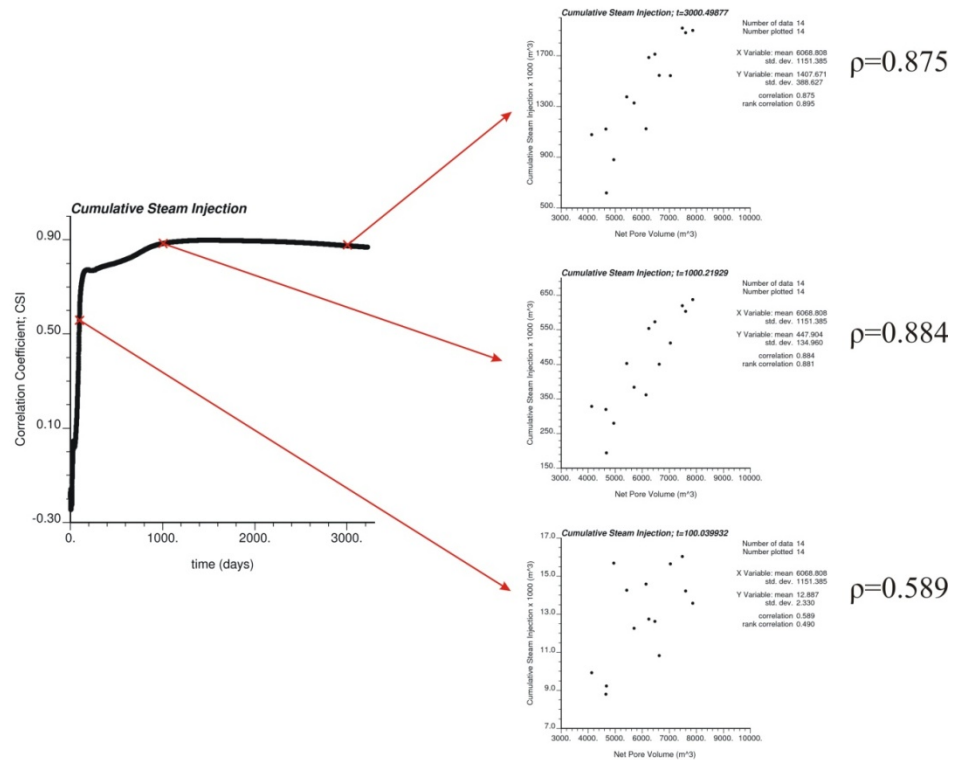 Cumulative Steam Injection
Correlation Coefficient; CSI
0.90
0.50
0.10
-0.30
0.
1000.
2000.
3000.
time (days)
Cumulative Steam Injection; t=3000.49877
Cumulative Steam Injection x 1000 (m^3)
1700.
1300.
900.
500.
3000. 4000. 5000. 6000. 7000. 8000. 9000. 10000.
Net Pore Volume (m^3)
Number of data 14
Number plotted 14
X Variable: mean 6068.808
std. dev. 1151.385
Y Variable: mean 1407.671
std. dev. 388.627
correlation 0.875
rank correlation 0.895
ρ=0.875
Cumulative Steam Injection; t=1000.21929
Cumulative Steam Injection x 1000 (m^3)
650.
550.
450.
350.
250.
150.
3000. 4000. 5000. 6000. 7000. 8000. 9000. 10000.
Net Pore Volume (m^3)
Number of data 14
Number plotted 14
X Variable: mean 6068.808
std. dev. 1151.385
Y Variable: mean 447.904
std. dev. 134.960
correlation 0.884
rank correlation 0.881
ρ=0.884
Cumulative Steam Injection; t=100.039932
Cumulative Steam Injection x 1000 (m^3)
17.0
15.0
13.0
11.0
9.0
7.0
3000. 4000. 5000. 6000. 7000. 8000. 9000. 10000.
Net Pore Volume (m^3)
Number of data 14
Number plotted 14
X Variable: mean 6068.808
std. dev. 1151.385
Y Variable: mean 12.887
std. dev. 2.330
correlation 0.589
rank correlation 0.490
ρ=0.589